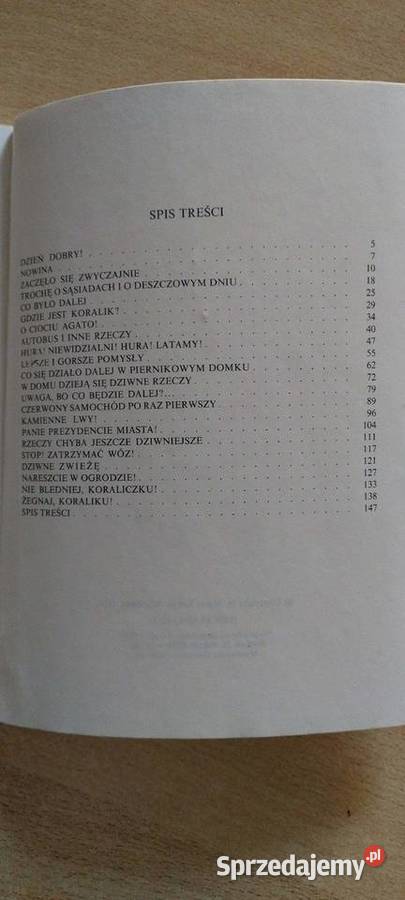 SPIS TREŚCI
DZIEŃ DOBRY! 5
NOWINA 7
ZACZĘŁO SIĘ ZWYCZAJNIE 10
TROCHĘ O SĄSIADACH I O DESZCZOWYM DNIU 18
CO BYŁO DALEJ 25
GDZIE JEST KORALIK? 29
O CIOCIU AGATO! 34
AUTOBUS I INNE RZECZY 40
HURA! NIEWIDZIALNI! HURA! LATAMY! 47
LEPSZE I GORSZE POMYSŁY 55
CO SIĘ DZIAŁO DALEJ W PIERNIKOWYM DOMKU 62
W DOMU DZIEJĄ SIĘ DZIWNE RZECZY 72
UWAGA, BO CO BĘDZIE DALEJ?... 79
CZERWONY SAMOCHÓD PO RAZ PIERWSZY 89
KAMIENNE LWY! 96
PANIE PREZYDENCIE MIASTA! 104
RZECZY CHYBA JESZCZE DZIWNIEJSZE 111
STOP! ZATRZYMAĆ WÓZ! 117
DZIWNE ZWIEŻĘ 121
NARESZCIE W OGRODZIE! 127
NIE BLEDNIEJ, KORALICZKU! 133
ŻEGNAJ, KORALIKU! 138
SPIS TREŚCI 147
Sprzedajemy.pl